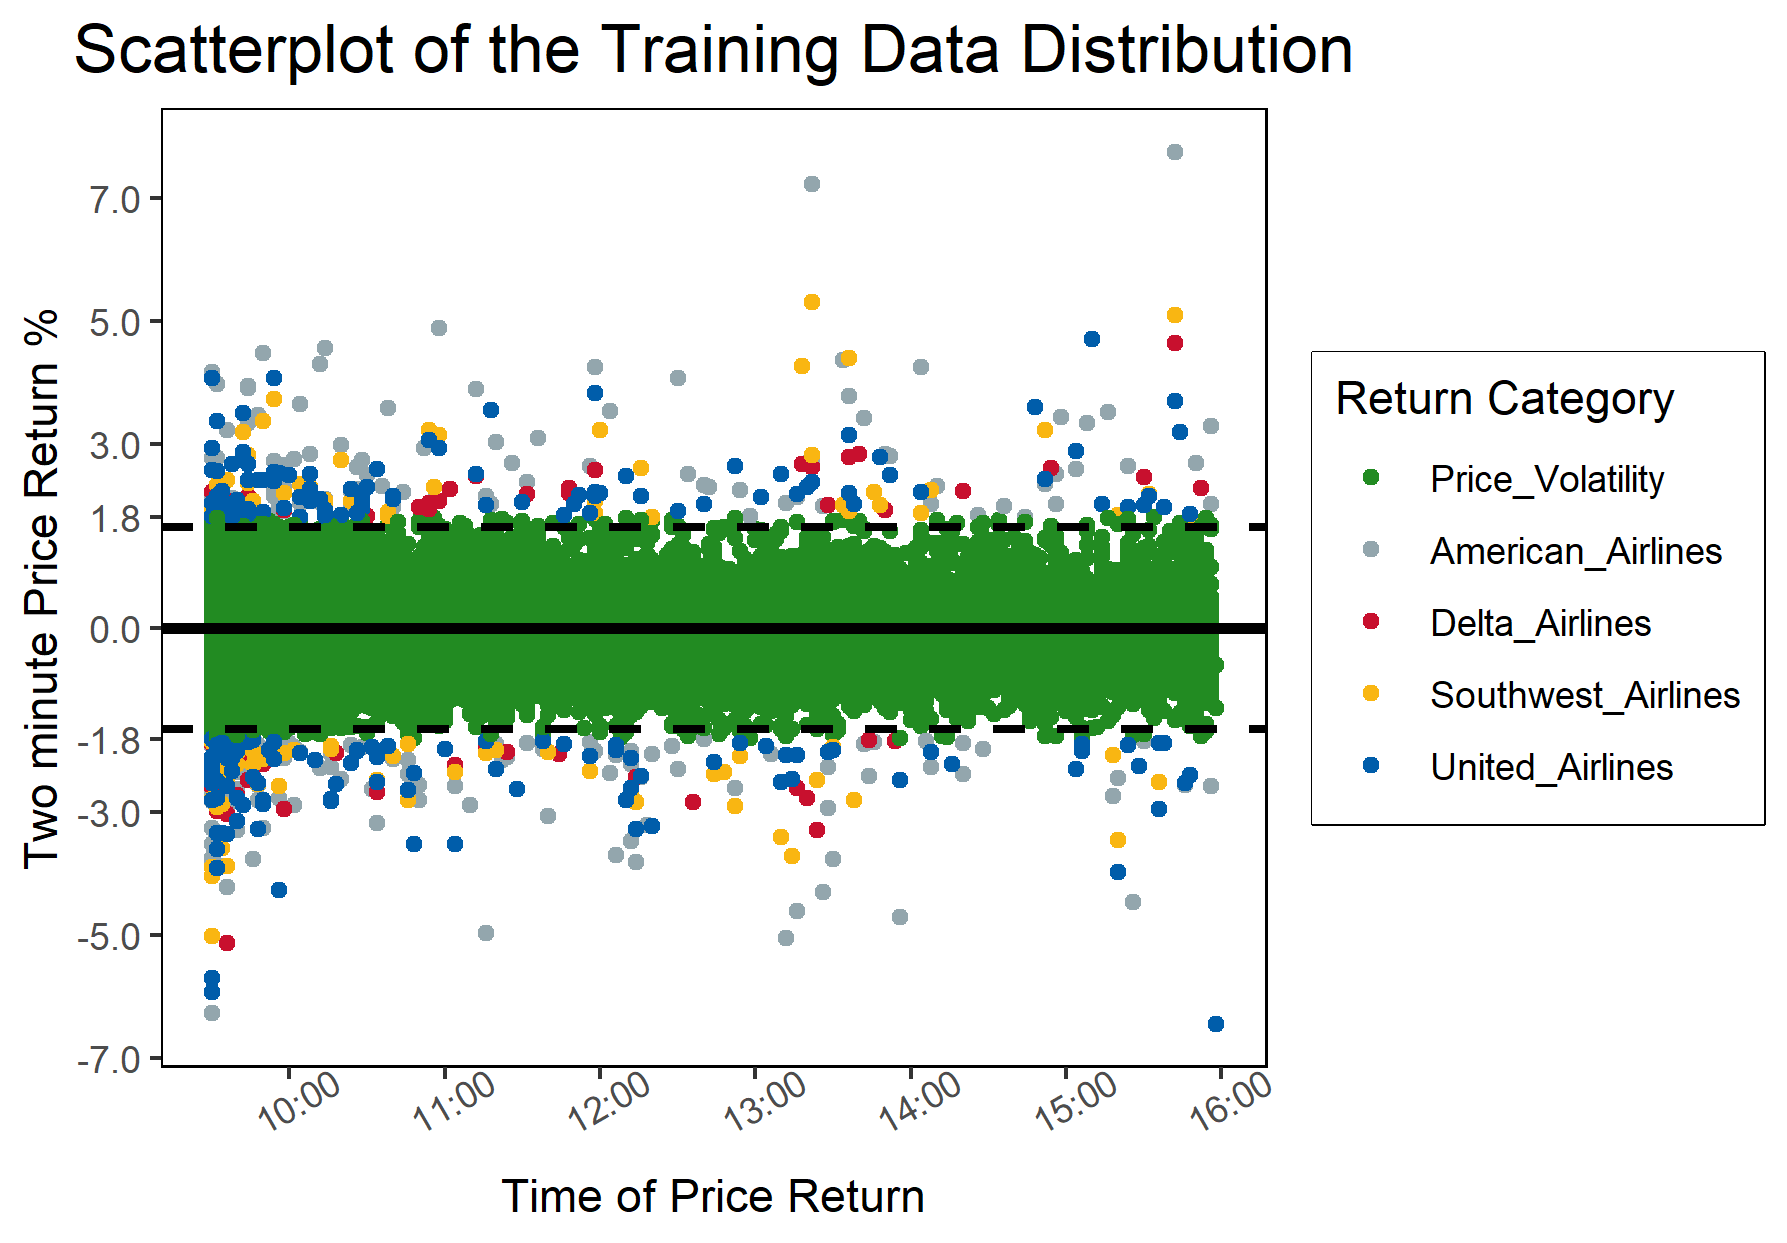 Scatterplot of the Training Data Distribution
Two minute Price Return %
7.0
5.0
3.0
1.8
0.0
-1.8
-3.0
-5.0
-7.0
10:00
11:00
12:00
13:00
14:00
15:00
16:00
Time of Price Return
Return Category
Price_Volatility
American_Airlines
Delta_Airlines
Southwest_Airlines
United_Airlines